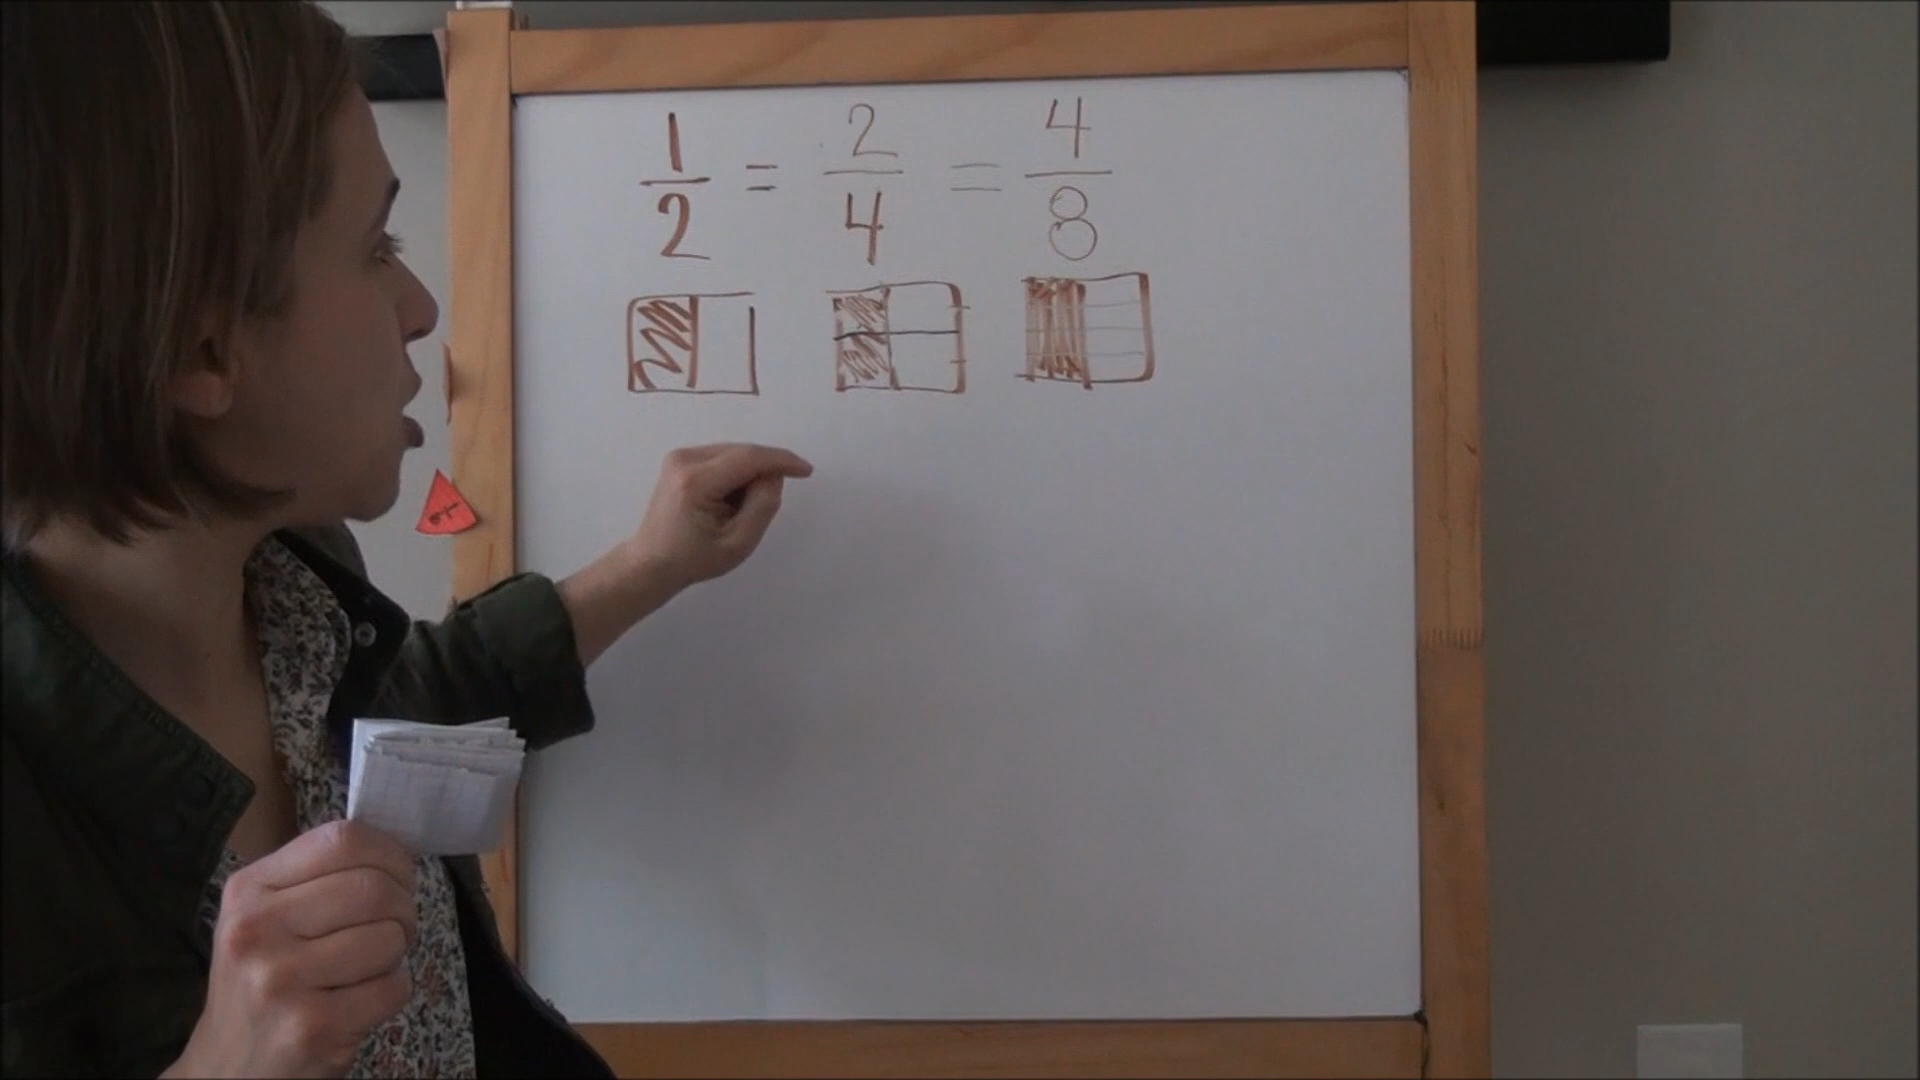 1/2 = 2/4 = 4/8